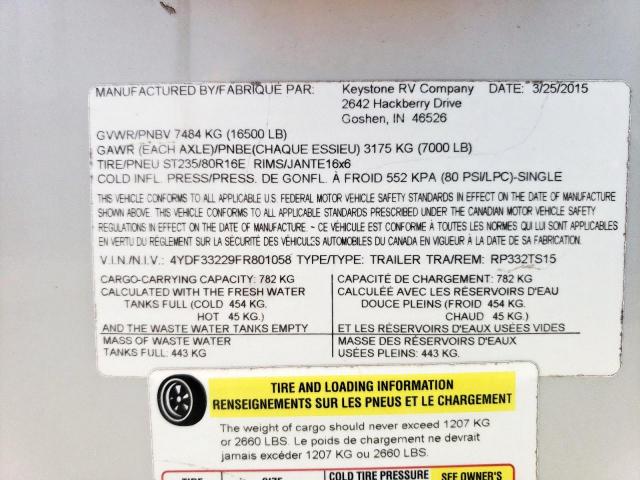 MANUFACTURED BY/FABRIQUÉ PAR: Keystone RV Company DATE: 3/25/2015
2642 Hackberry Drive
Goshen, IN 46526
GVWR/PNBV 7484 KG (16500 LB)
GAWR (EACH AXLE)/PNBE(CHAQUE ESSIEU) 3175 KG (7000 LB)
TIRE/PNEU ST235/80R16E RIMS/JANTE16x6
COLD INFL. PRESS/PRESS. DE GONFL. À FROID 552 KPA (80 PSI/LPC)-SINGLE
THIS VEHICLE CONFORMS TO ALL APPLICABLE U.S. FEDERAL MOTOR VEHICLE SAFETY STANDARDS IN EFFECT ON THE DATE OF MANUFACTURE
SHOWN ABOVE. THIS VEHICLE CONFORMS TO ALL APPLICABLE STANDARDS PRESCRIBED UNDER THE CANADIAN MOTOR VEHICLE SAFETY
REGULATIONS IN EFFECT ON THE DATE OF MANUFACTURE ~ CE VÉHICULE EST CONFORME À TOUTES LES NORMES QUI LUI SONT APPLICABLES
EN VERTU DU RÈGLEMENT SUR LA SÉCURITÉ DES VÉHICULES AUTOMOBILES DU CANADA EN VIGUEUR À LA DATE DE SA FABRICATION.
V.I.N./N.I.V.: 4YDF33229FR801058 TYPE/TYPE: TRAILER TRA/REM: RP332TS15
CARGO-CARRYING CAPACITY: 782 KG
CALCULATED WITH THE FRESH WATER
TANKS FULL (COLD 454 KG.
HOT 45 KG.)
AND THE WASTE WATER TANKS EMPTY
MASS OF WASTE WATER
TANKS FULL: 443 KG
CAPACITÉ DE CHARGEMENT: 782 KG
CALCULÉE AVEC LES RÉSERVOIRS D'EAU
DOUCE PLEINS (FROID 454 KG.
CHAUD 45 KG.)
ET LES RÉSERVOIRS D'EAUX USÉES VIDES
MASSE DES RÉSERVOIRS D'EAUX
USÉES PLEINS: 443 KG.
TIRE AND LOADING INFORMATION
RENSEIGNEMENTS SUR LES PNEUS ET LE CHARGEMENT
The weight of cargo should never exceed 1207 KG
or 2660 LBS. Le poids de chargement ne devrait
jamais excéder 1207 KG ou 2660 LBS.
TIRE SIZE COLD TIRE PRESSURE SEE OWNER'S